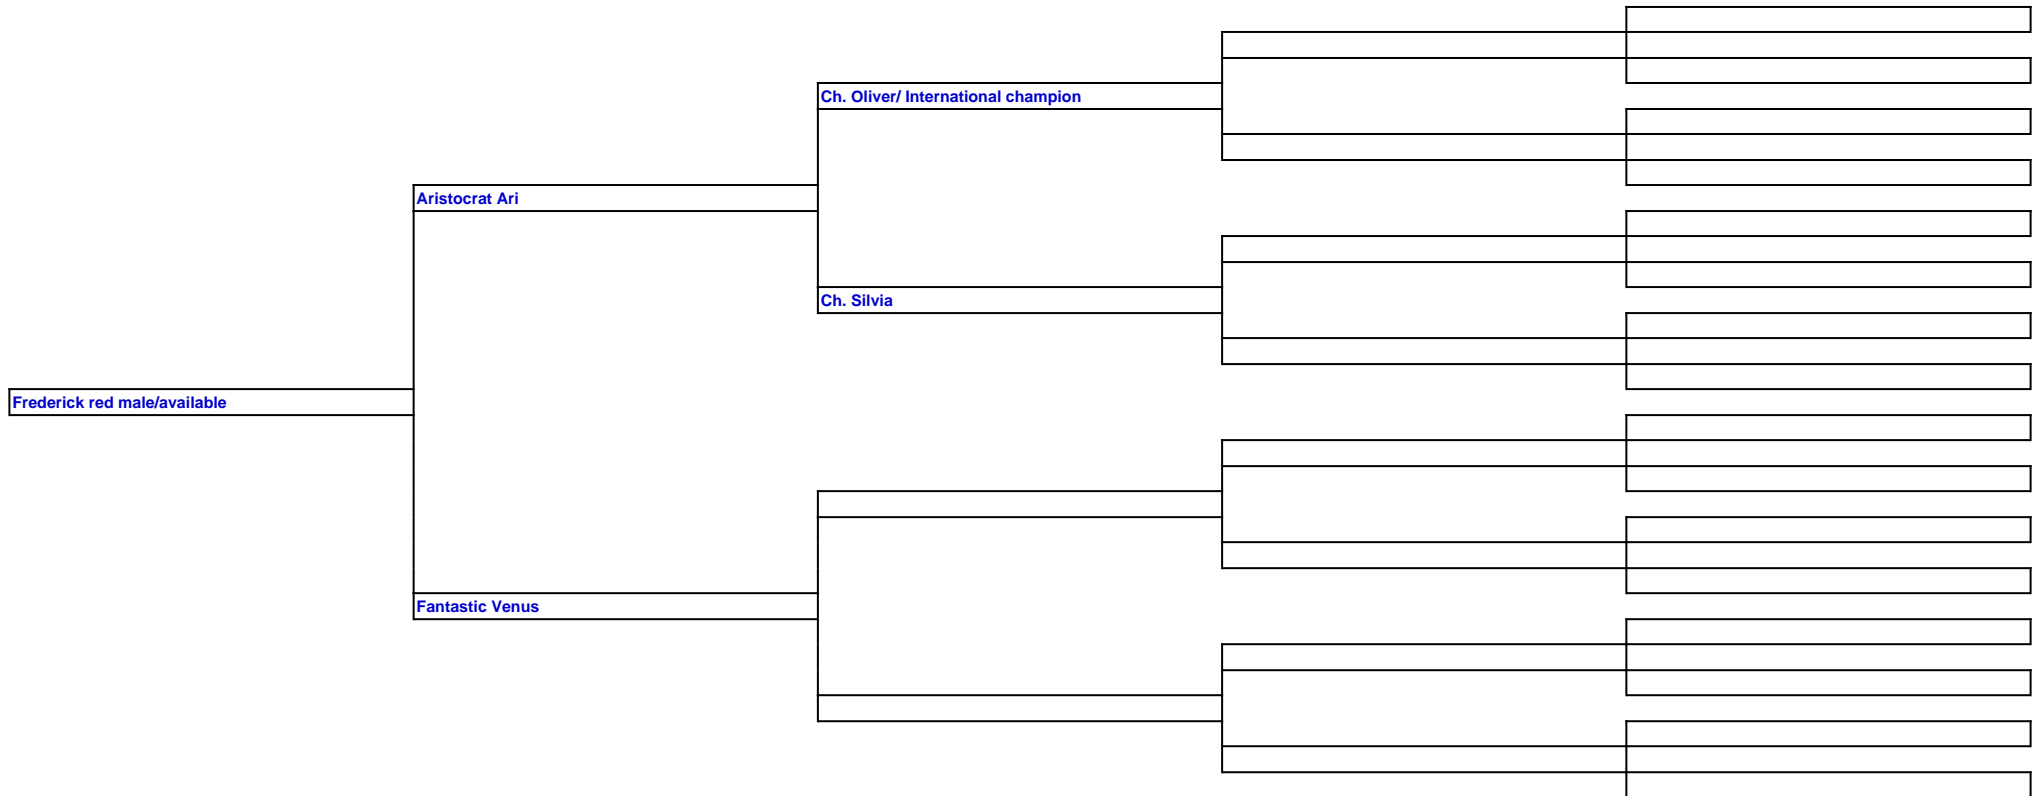 Ch. Oliver/ International champion
Aristocrat Ari
Ch. Silvia
Frederick red male/available
Fantastic Venus